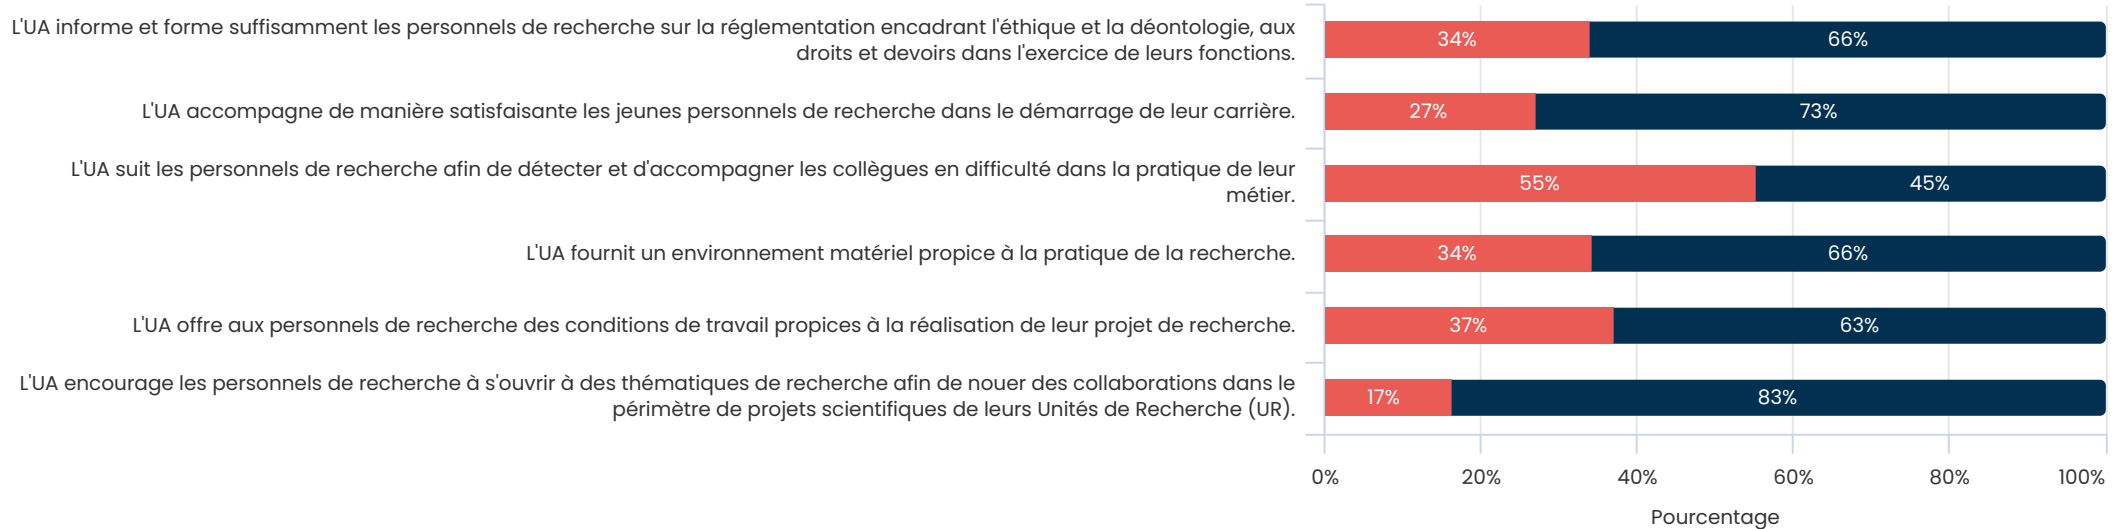 L'UA informe et forme suffisamment les personnels de recherche sur la réglementation encadrant l'éthique et la déontologie, aux
droits et devoirs dans l'exercice de leurs fonctions.
34%
66%
L'UA accompagne de manière satisfaisante les jeunes personnels de recherche dans le démarrage de leur carrière.
27%
73%
L'UA suit les personnels de recherche afin de détecter et d'accompagner les collègues en difficulté dans la pratique de leur
métier.
55%
45%
L'UA fournit un environnement matériel propice à la pratique de la recherche.
34%
66%
L'UA offre aux personnels de recherche des conditions de travail propices à la réalisation de leur projet de recherche.
37%
63%
L'UA encourage les personnels de recherche à s'ouvrir à des thématiques de recherche afin de nouer des collaborations dans le
périmètre de projets scientifiques de leurs Unités de Recherche (UR).
17%
83%
0%
20%
40%
60%
80%
100%
Pourcentage